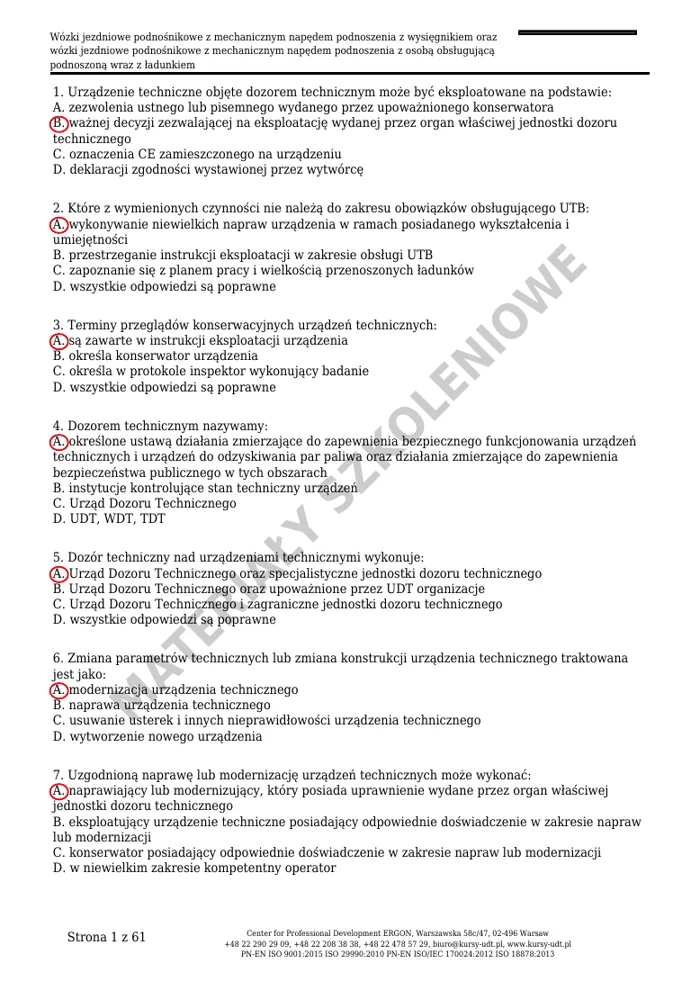 Wózki jezdniowe podnośnikowe z mechanicznym napędem podnoszenia z wysięgnikiem oraz
wózki jezdniowe podnośnikowe z mechanicznym napędem podnoszenia z osobą obsługującą
podnoszoną wraz z ładunkiem
1. Urządzenie techniczne objęte dozorem technicznym może być eksploatowane na podstawie:
A. zezwolenia ustnego lub pisemnego wydanego przez upoważnionego konserwatora
B. ważnej decyzji zezwalającej na eksploatację wydanej przez organ właściwej jednostki dozoru
technicznego
C. oznaczenia CE zamieszczonego na urządzeniu
D. deklaracji zgodności wystawionej przez wytwórcę
2. Które z wymienionych czynności nie należą do zakresu obowiązków obsługującego UTB:
A. wykonywanie niewielkich napraw urządzenia w ramach posiadanego wykształcenia i
umiejętności
B. przestrzeganie instrukcji eksploatacji w zakresie obsługi UTB
C. zapoznanie się z planem pracy i wielkością przenoszonych ładunków
D. wszystkie odpowiedzi są poprawne
3. Terminy przeglądów konserwacyjnych urządzeń technicznych:
A. są zawarte w instrukcji eksploatacji urządzenia
B. określa konserwator urządzenia
C. określa w protokole inspektor wykonujący badanie
D. wszystkie odpowiedzi są poprawne
4. Dozorem technicznym nazywamy:
A. określone ustawą działania zmierzające do zapewnienia bezpiecznego funkcjonowania urządzeń
technicznych i urządzeń do odzyskiwania par paliwa oraz działania zmierzające do zapewnienia
bezpieczeństwa publicznego w tych obszarach
B. instytucje kontrolujące stan techniczny urządzeń
C. Urząd Dozoru Technicznego
D. UDT, WDT, TDT
5. Dozór techniczny nad urządzeniami technicznymi wykonuje:
A. Urząd Dozoru Technicznego oraz specjalistyczne jednostki dozoru technicznego
B. Urząd Dozoru Technicznego oraz upoważnione przez UDT organizacje
C. Urząd Dozoru Technicznego i zagraniczne jednostki dozoru technicznego
D. wszystkie odpowiedzi są poprawne
6. Zmiana parametrów technicznych lub zmiana konstrukcji urządzenia technicznego traktowana
jest jako:
A. modernizacja urządzenia technicznego
B. naprawa urządzenia technicznego
C. usuwanie usterek i innych nieprawidłowości urządzenia technicznego
D. wytworzenie nowego urządzenia
7. Uzgodnioną naprawę lub modernizację urządzeń technicznych może wykonać:
A. naprawiający lub modernizujący, który posiada uprawnienie wydane przez organ właściwej
jednostki dozoru technicznego
B. eksploatujący urządzenie techniczne posiadający odpowiednie doświadczenie w zakresie napraw
lub modernizacji
C. konserwator posiadający odpowiednie doświadczenie w zakresie napraw lub modernizacji
D. w niewielkim zakresie kompetentny operator
MATERIAŁY SZKOLENIOWE
Strona 1 z 61
Center for Professional Development ERGON, Warszawska 58c/47, 02-496 Warsaw
+48 22 290 29 09, +48 22 208 38 38, +48 22 478 57 29, biuro@kursy-udt.pl, www.kursy-udt.pl
PN-EN ISO 9001:2015 ISO 29990:2010 PN-EN ISO/IEC 170024:2012 ISO 18878:2013